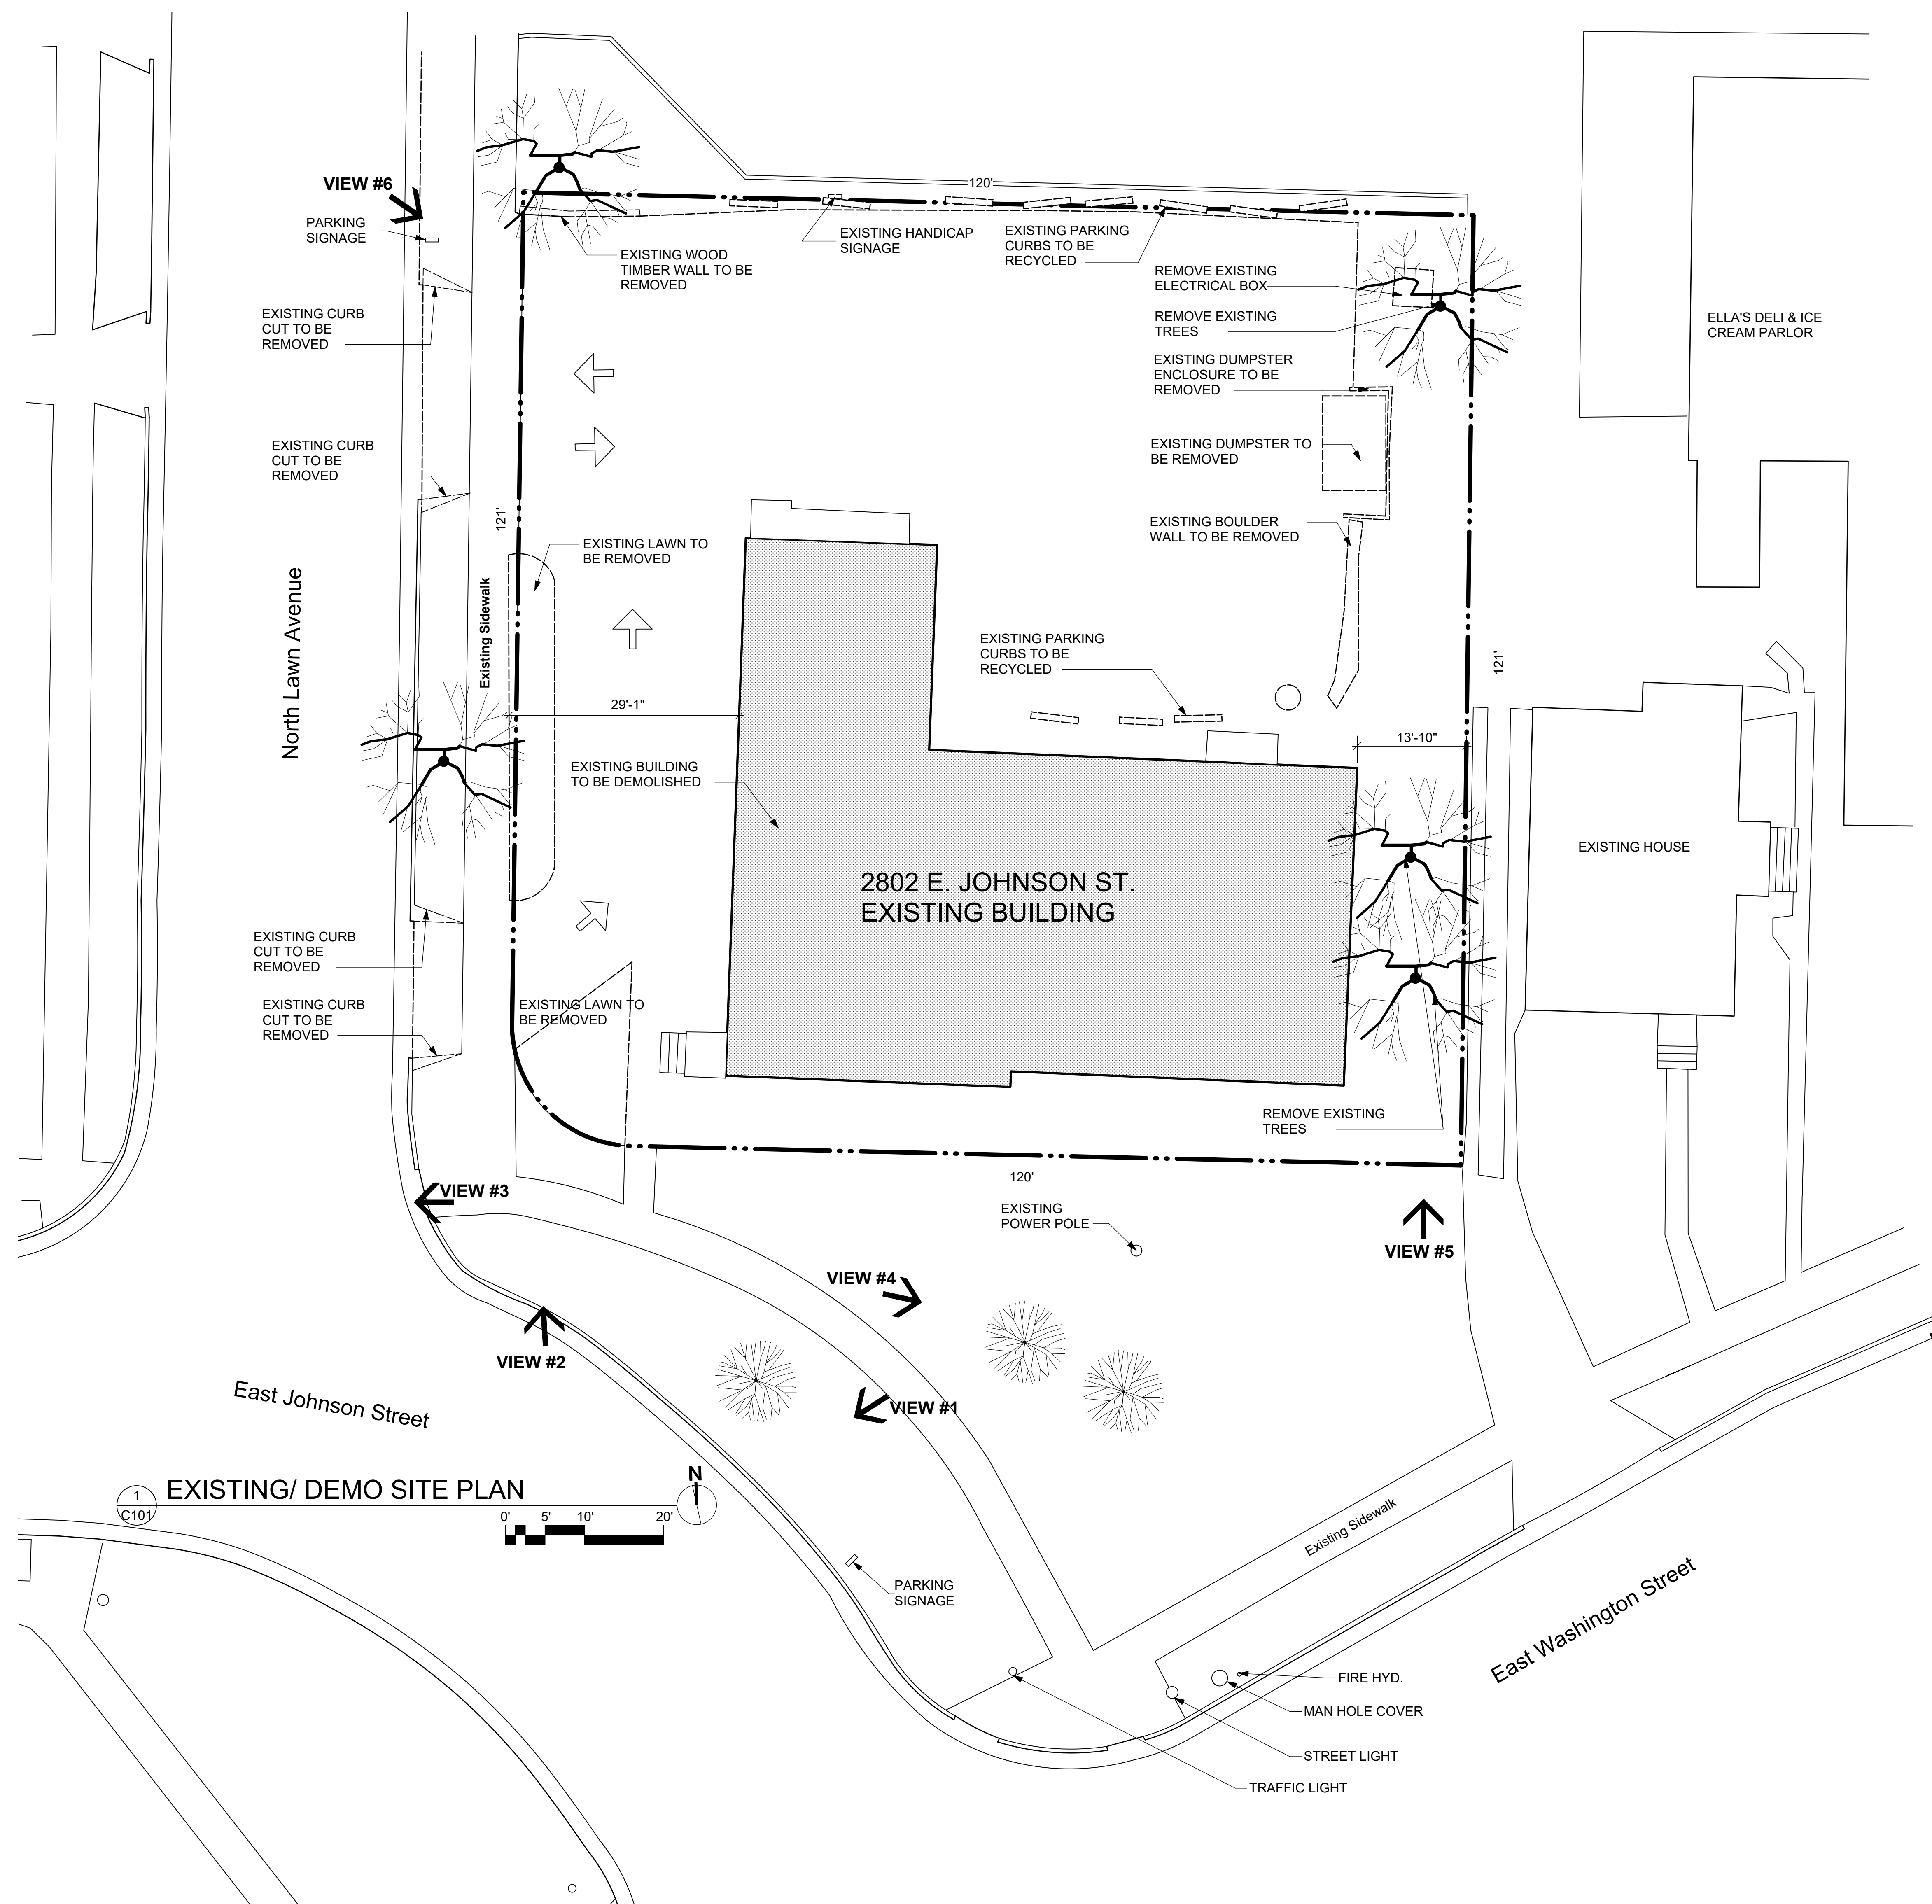 120'
VIEW #6
PARKING
SIGNAGE
EXISTING WOOD
TIMBER WALL TO BE
REMOVED
EXISTING HANDICAP
SIGNAGE
EXISTING PARKING
CURBS TO BE
RECYCLED
REMOVE EXISTING
ELECTRICAL BOX
REMOVE EXISTING
TREES
EXISTING DUMPSTER
ENCLOSURE TO BE
REMOVED
EXISTING DUMPSTER TO
BE REMOVED
EXISTING BOULDER
WALL TO BE REMOVED
ELLA'S DELI & ICE
CREAM PARLOR
EXISTING CURB
CUT TO BE
REMOVED
EXISTING CURB
CUT TO BE
REMOVED
121'
EXISTING LAWN TO
BE REMOVED
North Lawn Avenue
Existing Sidewalk
29'-1"
EXISTING PARKING
CURBS TO BE
RECYCLED
121'
13'-10"
EXISTING BUILDING
TO BE DEMOLISHED
EXISTING HOUSE
2802 E. JOHNSON ST.
EXISTING BUILDING
EXISTING CURB
CUT TO BE
REMOVED
EXISTING CURB
CUT TO BE
REMOVED
EXISTING LAWN TO
BE REMOVED
REMOVE EXISTING
TREES
120'
VIEW #3
EXISTING
POWER POLE
VIEW #5
VIEW #4
VIEW #2
VIEW #1
East Johnson Street
1
C101
EXISTING/ DEMO SITE PLAN
N
0' 5' 10' 20'
Existing Sidewalk
PARKING
SIGNAGE
East Washington Street
FIRE HYD.
MAN HOLE COVER
STREET LIGHT
TRAFFIC LIGHT